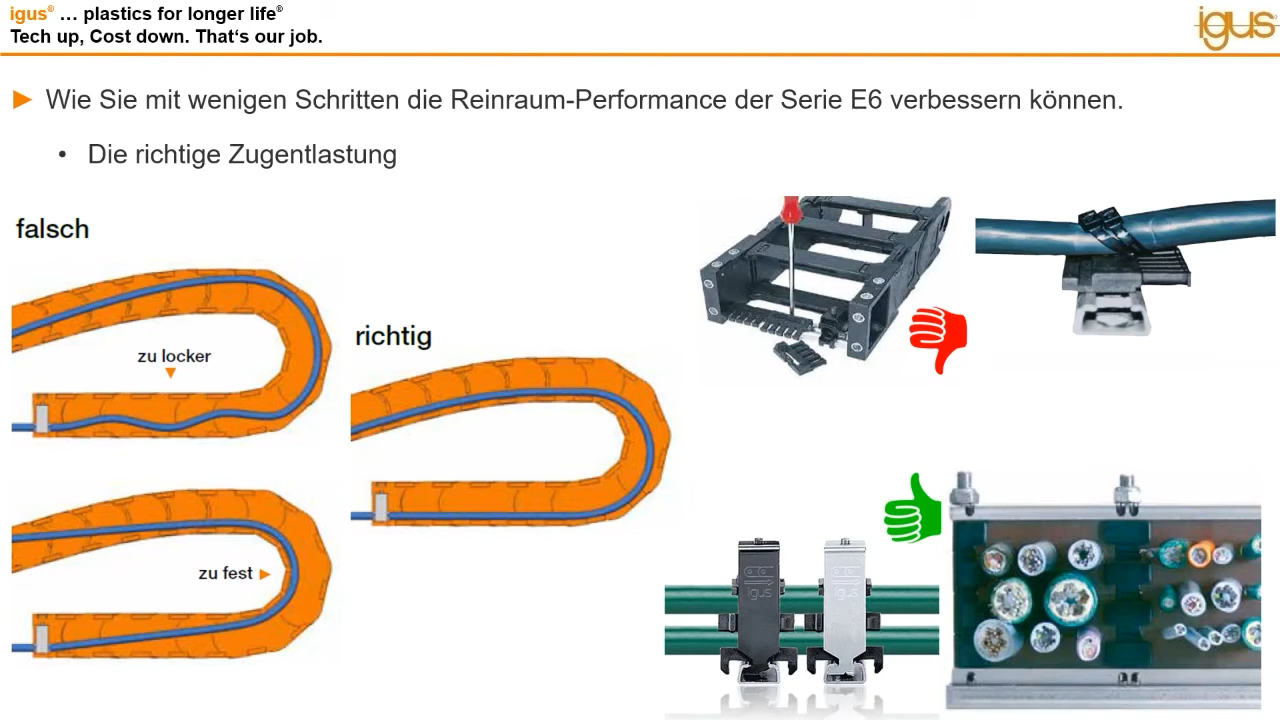 igus® … plastics for longer life®
Tech up, Cost down. That‘s our job.
igus®
► Wie Sie mit wenigen Schritten die Reinraum-Performance der Serie E6 verbessern können.
• Die richtige Zugentlastung
falsch
zu locker
richtig
zu fest
igus
igus